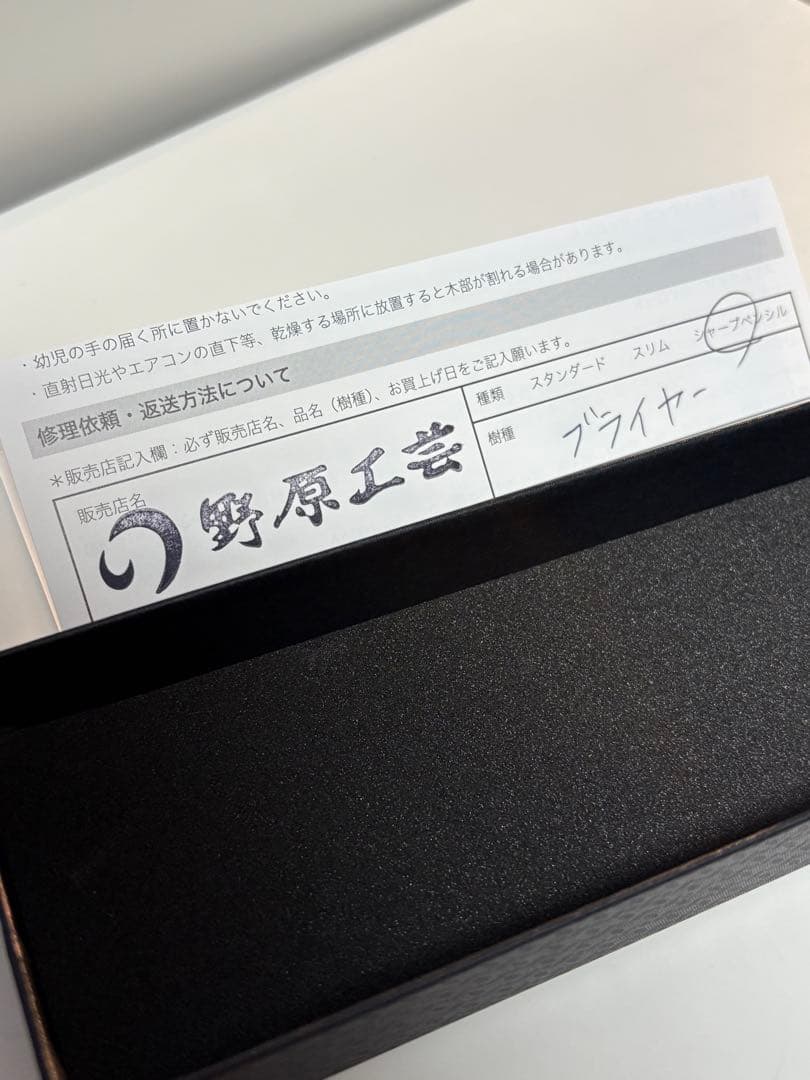 ・幼児の手の届く所に置かないでください。
・直射日光やエアコンの直下等、乾燥する場所に放置すると木部が割れる場合があります。
修理依頼・返送方法について
＊販売店記入欄：必ず販売店名、品名（樹種）、お買上げ日をご記入願います。
販売店名
野原工芸
種類 スタンダード スリム シャープペンシル
樹種 ブライヤー